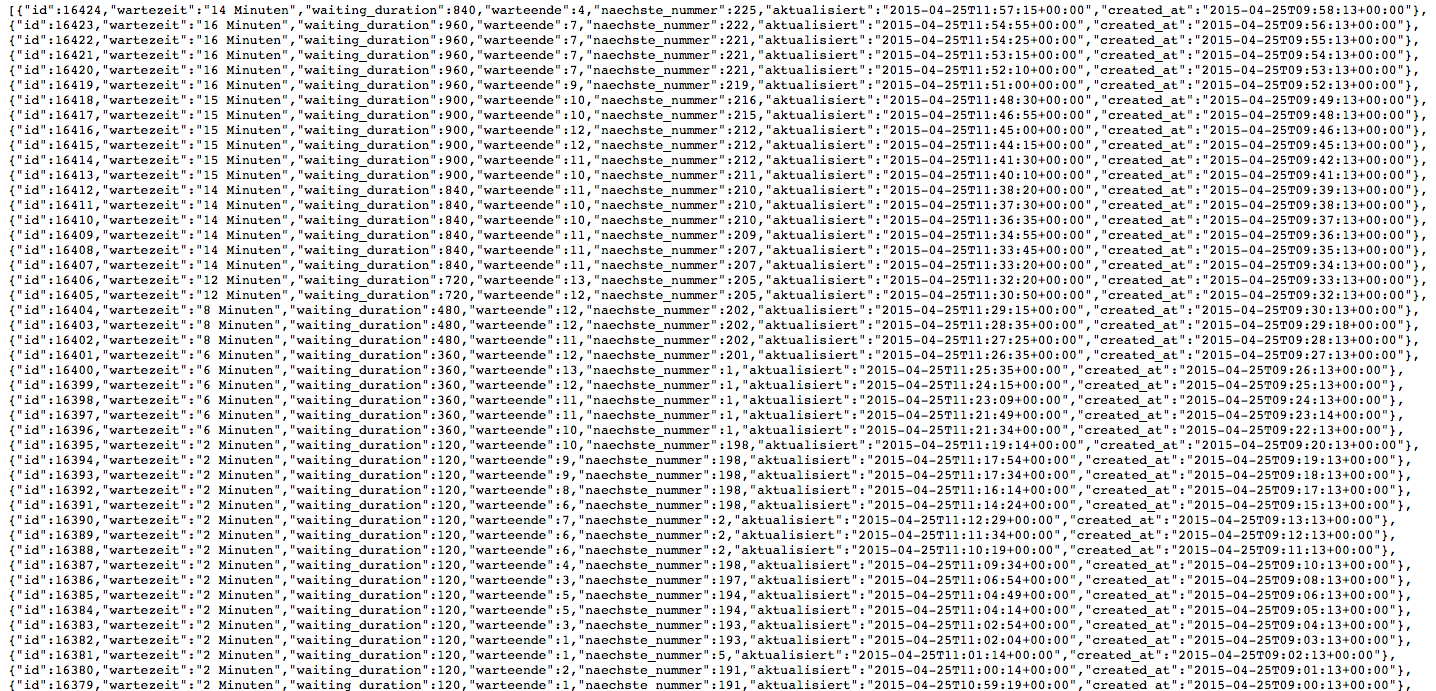 [{"id":16424,"wartezeit":"14 Minuten","waiting_duration":840,"warteende":4,"naechste_nummer":225,"aktualisiert":"2015-04-25T11:57:15+00:00","created_at":"2015-04-25T09:58:13+00:00"},
{"id":16423,"wartezeit":"16 Minuten","waiting_duration":960,"warteende":7,"naechste_nummer":222,"aktualisiert":"2015-04-25T11:54:55+00:00","created_at":"2015-04-25T09:56:13+00:00"},
{"id":16422,"wartezeit":"16 Minuten","waiting_duration":960,"warteende":7,"naechste_nummer":221,"aktualisiert":"2015-04-25T11:54:25+00:00","created_at":"2015-04-25T09:55:13+00:00"},
{"id":16421,"wartezeit":"16 Minuten","waiting_duration":960,"warteende":7,"naechste_nummer":221,"aktualisiert":"2015-04-25T11:53:15+00:00","created_at":"2015-04-25T09:54:13+00:00"},
{"id":16420,"wartezeit":"16 Minuten","waiting_duration":960,"warteende":7,"naechste_nummer":221,"aktualisiert":"2015-04-25T11:52:10+00:00","created_at":"2015-04-25T09:53:13+00:00"},
{"id":16419,"wartezeit":"16 Minuten","waiting_duration":960,"warteende":9,"naechste_nummer":219,"aktualisiert":"2015-04-25T11:51:00+00:00","created_at":"2015-04-25T09:52:13+00:00"},
{"id":16418,"wartezeit":"15 Minuten","waiting_duration":900,"warteende":10,"naechste_nummer":216,"aktualisiert":"2015-04-25T11:48:30+00:00","created_at":"2015-04-25T09:49:13+00:00"},
{"id":16417,"wartezeit":"15 Minuten","waiting_duration":900,"warteende":10,"naechste_nummer":215,"aktualisiert":"2015-04-25T11:46:55+00:00","created_at":"2015-04-25T09:48:13+00:00"},
{"id":16416,"wartezeit":"15 Minuten","waiting_duration":900,"warteende":12,"naechste_nummer":212,"aktualisiert":"2015-04-25T11:45:00+00:00","created_at":"2015-04-25T09:46:13+00:00"},
{"id":16415,"wartezeit":"15 Minuten","waiting_duration":900,"warteende":12,"naechste_nummer":212,"aktualisiert":"2015-04-25T11:44:15+00:00","created_at":"2015-04-25T09:45:13+00:00"},
{"id":16414,"wartezeit":"15 Minuten","waiting_duration":900,"warteende":11,"naechste_nummer":212,"aktualisiert":"2015-04-25T11:41:30+00:00","created_at":"2015-04-25T09:42:13+00:00"},
{"id":16413,"wartezeit":"15 Minuten","waiting_duration":900,"warteende":10,"naechste_nummer":211,"aktualisiert":"2015-04-25T11:40:10+00:00","created_at":"2015-04-25T09:41:13+00:00"},
{"id":16412,"wartezeit":"14 Minuten","waiting_duration":840,"warteende":11,"naechste_nummer":210,"aktualisiert":"2015-04-25T11:38:20+00:00","created_at":"2015-04-25T09:39:13+00:00"},
{"id":16411,"wartezeit":"14 Minuten","waiting_duration":840,"warteende":10,"naechste_nummer":210,"aktualisiert":"2015-04-25T11:37:30+00:00","created_at":"2015-04-25T09:38:13+00:00"},
{"id":16410,"wartezeit":"14 Minuten","waiting_duration":840,"warteende":10,"naechste_nummer":210,"aktualisiert":"2015-04-25T11:36:35+00:00","created_at":"2015-04-25T09:37:13+00:00"},
{"id":16409,"wartezeit":"14 Minuten","waiting_duration":840,"warteende":11,"naechste_nummer":209,"aktualisiert":"2015-04-25T11:34:55+00:00","created_at":"2015-04-25T09:36:13+00:00"},
{"id":16408,"wartezeit":"14 Minuten","waiting_duration":840,"warteende":11,"naechste_nummer":207,"aktualisiert":"2015-04-25T11:33:45+00:00","created_at":"2015-04-25T09:35:13+00:00"},
{"id":16407,"wartezeit":"14 Minuten","waiting_duration":840,"warteende":11,"naechste_nummer":207,"aktualisiert":"2015-04-25T11:33:20+00:00","created_at":"2015-04-25T09:34:13+00:00"},
{"id":16406,"wartezeit":"12 Minuten","waiting_duration":720,"warteende":13,"naechste_nummer":205,"aktualisiert":"2015-04-25T11:32:20+00:00","created_at":"2015-04-25T09:33:13+00:00"},
{"id":16405,"wartezeit":"12 Minuten","waiting_duration":720,"warteende":12,"naechste_nummer":205,"aktualisiert":"2015-04-25T11:30:50+00:00","created_at":"2015-04-25T09:32:13+00:00"},
{"id":16404,"wartezeit":"8 Minuten","waiting_duration":480,"warteende":12,"naechste_nummer":202,"aktualisiert":"2015-04-25T11:29:15+00:00","created_at":"2015-04-25T09:30:13+00:00"},
{"id":16403,"wartezeit":"8 Minuten","waiting_duration":480,"warteende":12,"naechste_nummer":202,"aktualisiert":"2015-04-25T11:28:35+00:00","created_at":"2015-04-25T09:29:18+00:00"},
{"id":16402,"wartezeit":"8 Minuten","waiting_duration":480,"warteende":11,"naechste_nummer":202,"aktualisiert":"2015-04-25T11:27:25+00:00","created_at":"2015-04-25T09:28:13+00:00"},
{"id":16401,"wartezeit":"6 Minuten","waiting_duration":360,"warteende":12,"naechste_nummer":201,"aktualisiert":"2015-04-25T11:26:35+00:00","created_at":"2015-04-25T09:27:13+00:00"},
{"id":16400,"wartezeit":"6 Minuten","waiting_duration":360,"warteende":13,"naechste_nummer":1,"aktualisiert":"2015-04-25T11:25:35+00:00","created_at":"2015-04-25T09:26:13+00:00"},
{"id":16399,"wartezeit":"6 Minuten","waiting_duration":360,"warteende":12,"naechste_nummer":1,"aktualisiert":"2015-04-25T11:24:15+00:00","created_at":"2015-04-25T09:25:13+00:00"},
{"id":16398,"wartezeit":"6 Minuten","waiting_duration":360,"warteende":11,"naechste_nummer":1,"aktualisiert":"2015-04-25T11:23:09+00:00","created_at":"2015-04-25T09:24:13+00:00"},
{"id":16397,"wartezeit":"6 Minuten","waiting_duration":360,"warteende":11,"naechste_nummer":1,"aktualisiert":"2015-04-25T11:21:49+00:00","created_at":"2015-04-25T09:23:14+00:00"},
{"id":16396,"wartezeit":"6 Minuten","waiting_duration":360,"warteende":10,"naechste_nummer":1,"aktualisiert":"2015-04-25T11:21:34+00:00","created_at":"2015-04-25T09:22:13+00:00"},
{"id":16395,"wartezeit":"2 Minuten","waiting_duration":120,"warteende":10,"naechste_nummer":198,"aktualisiert":"2015-04-25T11:19:14+00:00","created_at":"2015-04-25T09:20:13+00:00"},
{"id":16394,"wartezeit":"2 Minuten","waiting_duration":120,"warteende":9,"naechste_nummer":198,"aktualisiert":"2015-04-25T11:17:54+00:00","created_at":"2015-04-25T09:19:13+00:00"},
{"id":16393,"wartezeit":"2 Minuten","waiting_duration":120,"warteende":9,"naechste_nummer":198,"aktualisiert":"2015-04-25T11:17:34+00:00","created_at":"2015-04-25T09:18:13+00:00"},
{"id":16392,"wartezeit":"2 Minuten","waiting_duration":120,"warteende":8,"naechste_nummer":198,"aktualisiert":"2015-04-25T11:16:14+00:00","created_at":"2015-04-25T09:17:13+00:00"},
{"id":16391,"wartezeit":"2 Minuten","waiting_duration":120,"warteende":6,"naechste_nummer":198,"aktualisiert":"2015-04-25T11:14:24+00:00","created_at":"2015-04-25T09:15:13+00:00"},
{"id":16390,"wartezeit":"2 Minuten","waiting_duration":120,"warteende":7,"naechste_nummer":2,"aktualisiert":"2015-04-25T11:12:29+00:00","created_at":"2015-04-25T09:13:13+00:00"},
{"id":16389,"wartezeit":"2 Minuten","waiting_duration":120,"warteende":6,"naechste_nummer":2,"aktualisiert":"2015-04-25T11:11:34+00:00","created_at":"2015-04-25T09:12:13+00:00"},
{"id":16388,"wartezeit":"2 Minuten","waiting_duration":120,"warteende":6,"naechste_nummer":2,"aktualisiert":"2015-04-25T11:10:19+00:00","created_at":"2015-04-25T09:11:13+00:00"},
{"id":16387,"wartezeit":"2 Minuten","waiting_duration":120,"warteende":4,"naechste_nummer":198,"aktualisiert":"2015-04-25T11:09:34+00:00","created_at":"2015-04-25T09:10:13+00:00"},
{"id":16386,"wartezeit":"2 Minuten","waiting_duration":120,"warteende":3,"naechste_nummer":197,"aktualisiert":"2015-04-25T11:06:54+00:00","created_at":"2015-04-25T09:08:13+00:00"},
{"id":16385,"wartezeit":"2 Minuten","waiting_duration":120,"warteende":5,"naechste_nummer":194,"aktualisiert":"2015-04-25T11:04:49+00:00","created_at":"2015-04-25T09:06:13+00:00"},
{"id":16384,"wartezeit":"2 Minuten","waiting_duration":120,"warteende":5,"naechste_nummer":194,"aktualisiert":"2015-04-25T11:04:14+00:00","created_at":"2015-04-25T09:05:13+00:00"},
{"id":16383,"wartezeit":"2 Minuten","waiting_duration":120,"warteende":3,"naechste_nummer":193,"aktualisiert":"2015-04-25T11:02:54+00:00","created_at":"2015-04-25T09:04:13+00:00"},
{"id":16382,"wartezeit":"2 Minuten","waiting_duration":120,"warteende":1,"naechste_nummer":193,"aktualisiert":"2015-04-25T11:02:04+00:00","created_at":"2015-04-25T09:03:13+00:00"},
{"id":16381,"wartezeit":"2 Minuten","waiting_duration":120,"warteende":1,"naechste_nummer":5,"aktualisiert":"2015-04-25T11:01:14+00:00","created_at":"2015-04-25T09:02:13+00:00"},
{"id":16380,"wartezeit":"2 Minuten","waiting_duration":120,"warteende":2,"naechste_nummer":191,"aktualisiert":"2015-04-25T11:00:14+00:00","created_at":"2015-04-25T09:01:13+00:00"},
{"id":16379,"wartezeit":"2 Minuten","waiting_duration":120,"warteende":1,"naechste_nummer":191,"aktualisiert":"2015-04-25T10:59:19+00:00","created_at":"2015-04-25T09:00:13+00:00"},